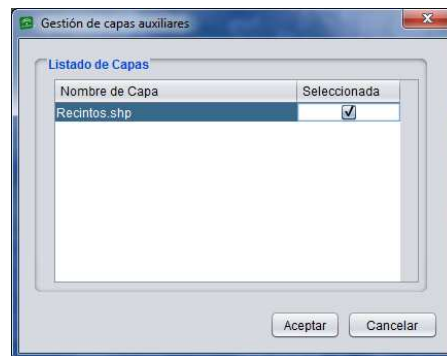 Gestión de capas auxiliares
Listado de Capas
Nombre de Capa Seleccionada
Recintos.shp
Aceptar Cancelar